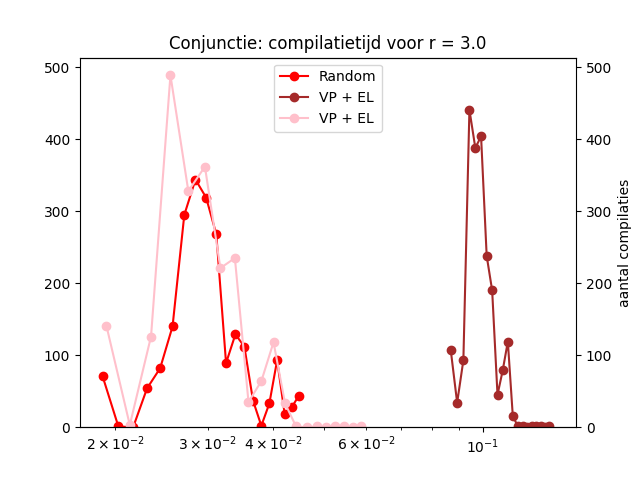 Conjunctie: compilatietijd voor r = 3.0
500
400
300
200
100
0
Random
VP + EL
VP + EL
500
400
300
200
100
0
aantal compilaties
2 × 10⁻²
3 × 10⁻²
4 × 10⁻²
6 × 10⁻²
10⁻¹